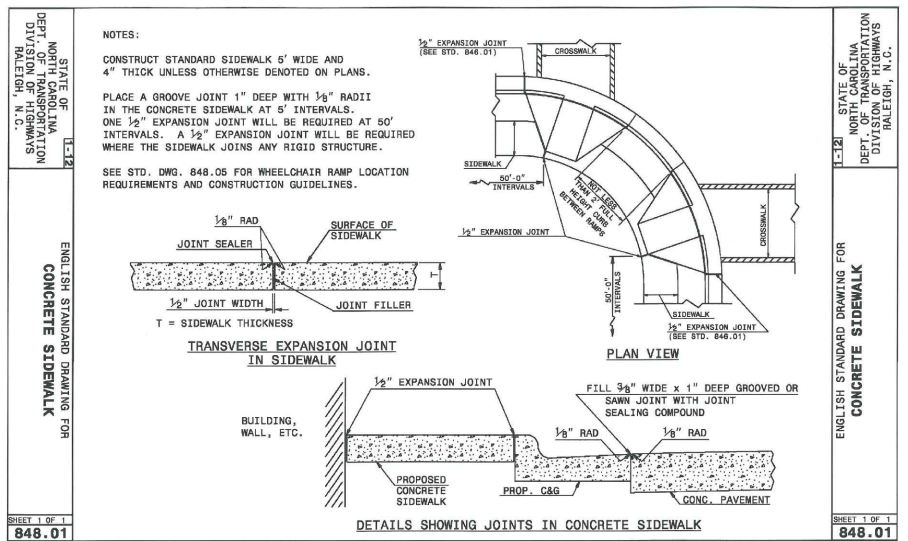 STATE OF
NORTH CAROLINA
DEPT. OF TRANSPORTATION
DIVISION OF HIGHWAYS
RALEIGH, N.C.
1-12
ENGLISH STANDARD DRAWING FOR
CONCRETE SIDEWALK
SHEET 1 OF 1
848.01
NOTES:
CONSTRUCT STANDARD SIDEWALK 5' WIDE AND
4" THICK UNLESS OTHERWISE DENOTED ON PLANS.
PLACE A GROOVE JOINT 1" DEEP WITH 1/8" RADII
IN THE CONCRETE SIDEWALK AT 5' INTERVALS.
ONE 1/2" EXPANSION JOINT WILL BE REQUIRED AT 50'
INTERVALS. A 1/2" EXPANSION JOINT WILL BE REQUIRED
WHERE THE SIDEWALK JOINS ANY RIGID STRUCTURE.
SEE STD. DWG. 848.05 FOR WHEELCHAIR RAMP LOCATION
REQUIREMENTS AND CONSTRUCTION GUIDELINES.
1/8" RAD
JOINT SEALER
SURFACE OF
SIDEWALK
T
1/2" JOINT WIDTH
JOINT FILLER
T = SIDEWALK THICKNESS
TRANSVERSE EXPANSION JOINT
IN SIDEWALK
1/2" EXPANSION JOINT
(SEE STD. 848.01)
CROSSWALK
SIDEWALK
50'-0"
INTERVALS
NOT LESS
THAN 2' FULL
HEIGHT CURB
BETWEEN RAMPS
1/2" EXPANSION JOINT
CROSSWALK
50'-0"
INTERVALS
SIDEWALK
1/2" EXPANSION JOINT
(SEE STD. 848.01)
PLAN VIEW
1/2" EXPANSION JOINT
BUILDING,
WALL, ETC.
FILL 3/8" WIDE x 1" DEEP GROOVED OR
SAWN JOINT WITH JOINT
SEALING COMPOUND
1/8" RAD
1/8" RAD
PROPOSED
CONCRETE
SIDEWALK
PROP. C&G
CONC. PAVEMENT
DETAILS SHOWING JOINTS IN CONCRETE SIDEWALK
STATE OF
NORTH CAROLINA
DEPT. OF TRANSPORTATION
DIVISION OF HIGHWAYS
RALEIGH, N.C.
1-12
ENGLISH STANDARD DRAWING FOR
CONCRETE SIDEWALK
SHEET 1 OF 1
848.01